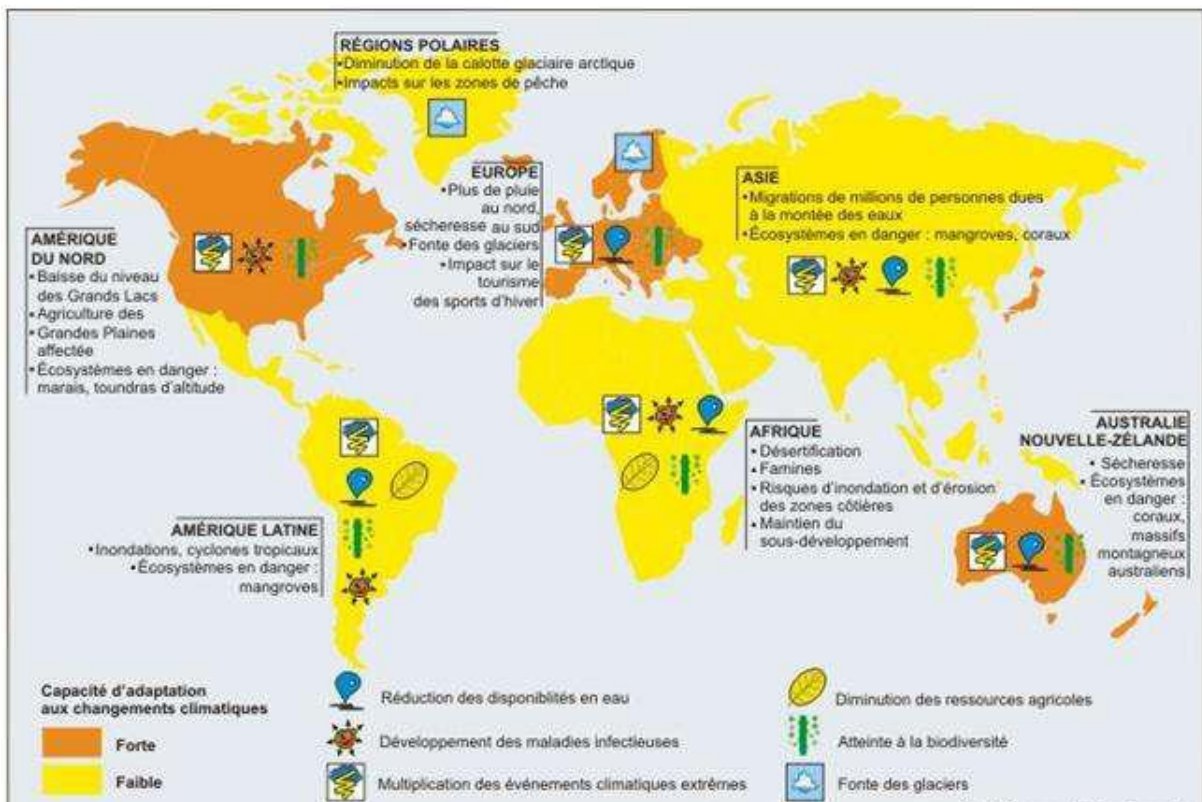 RÉGIONS POLAIRES
•Diminution de la calotte glaciaire arctique
•Impacts sur les zones de pêche
EUROPE
•Plus de pluie
au nord,
sécheresse au sud
•Fonte des glaciers
•Impact sur le
tourisme
des sports d'hiver
ASIE
•Migrations de millions de personnes dues
à la montée des eaux
•Écosystèmes en danger : mangroves, coraux
AMÉRIQUE
DU NORD
• Baisse du niveau
des Grands Lacs
• Agriculture des
• Grandes Plaines
affectée
• Écosystèmes en danger :
marais, toundras d'altitude
AFRIQUE
• Désertification
• Famines
• Risques d'inondation et d'érosion
des zones côtières
• Maintien du
sous-développement
AUSTRALIE
NOUVELLE-ZÉLANDE
• Sécheresse
• Écosystèmes
en danger :
coraux,
massifs
montagneux
australiens
AMÉRIQUE LATINE
•Inondations, cyclones tropicaux
•Écosystèmes en danger :
mangroves
Capacité d'adaptation
aux changements climatiques
Forte
Faible
Réduction des disponiblités en eau
Développement des maladies infectieuses
Multiplication des événements climatiques extrêmes
Diminution des ressources agricoles
Atteinte à la biodiversité
Fonte des glaciers